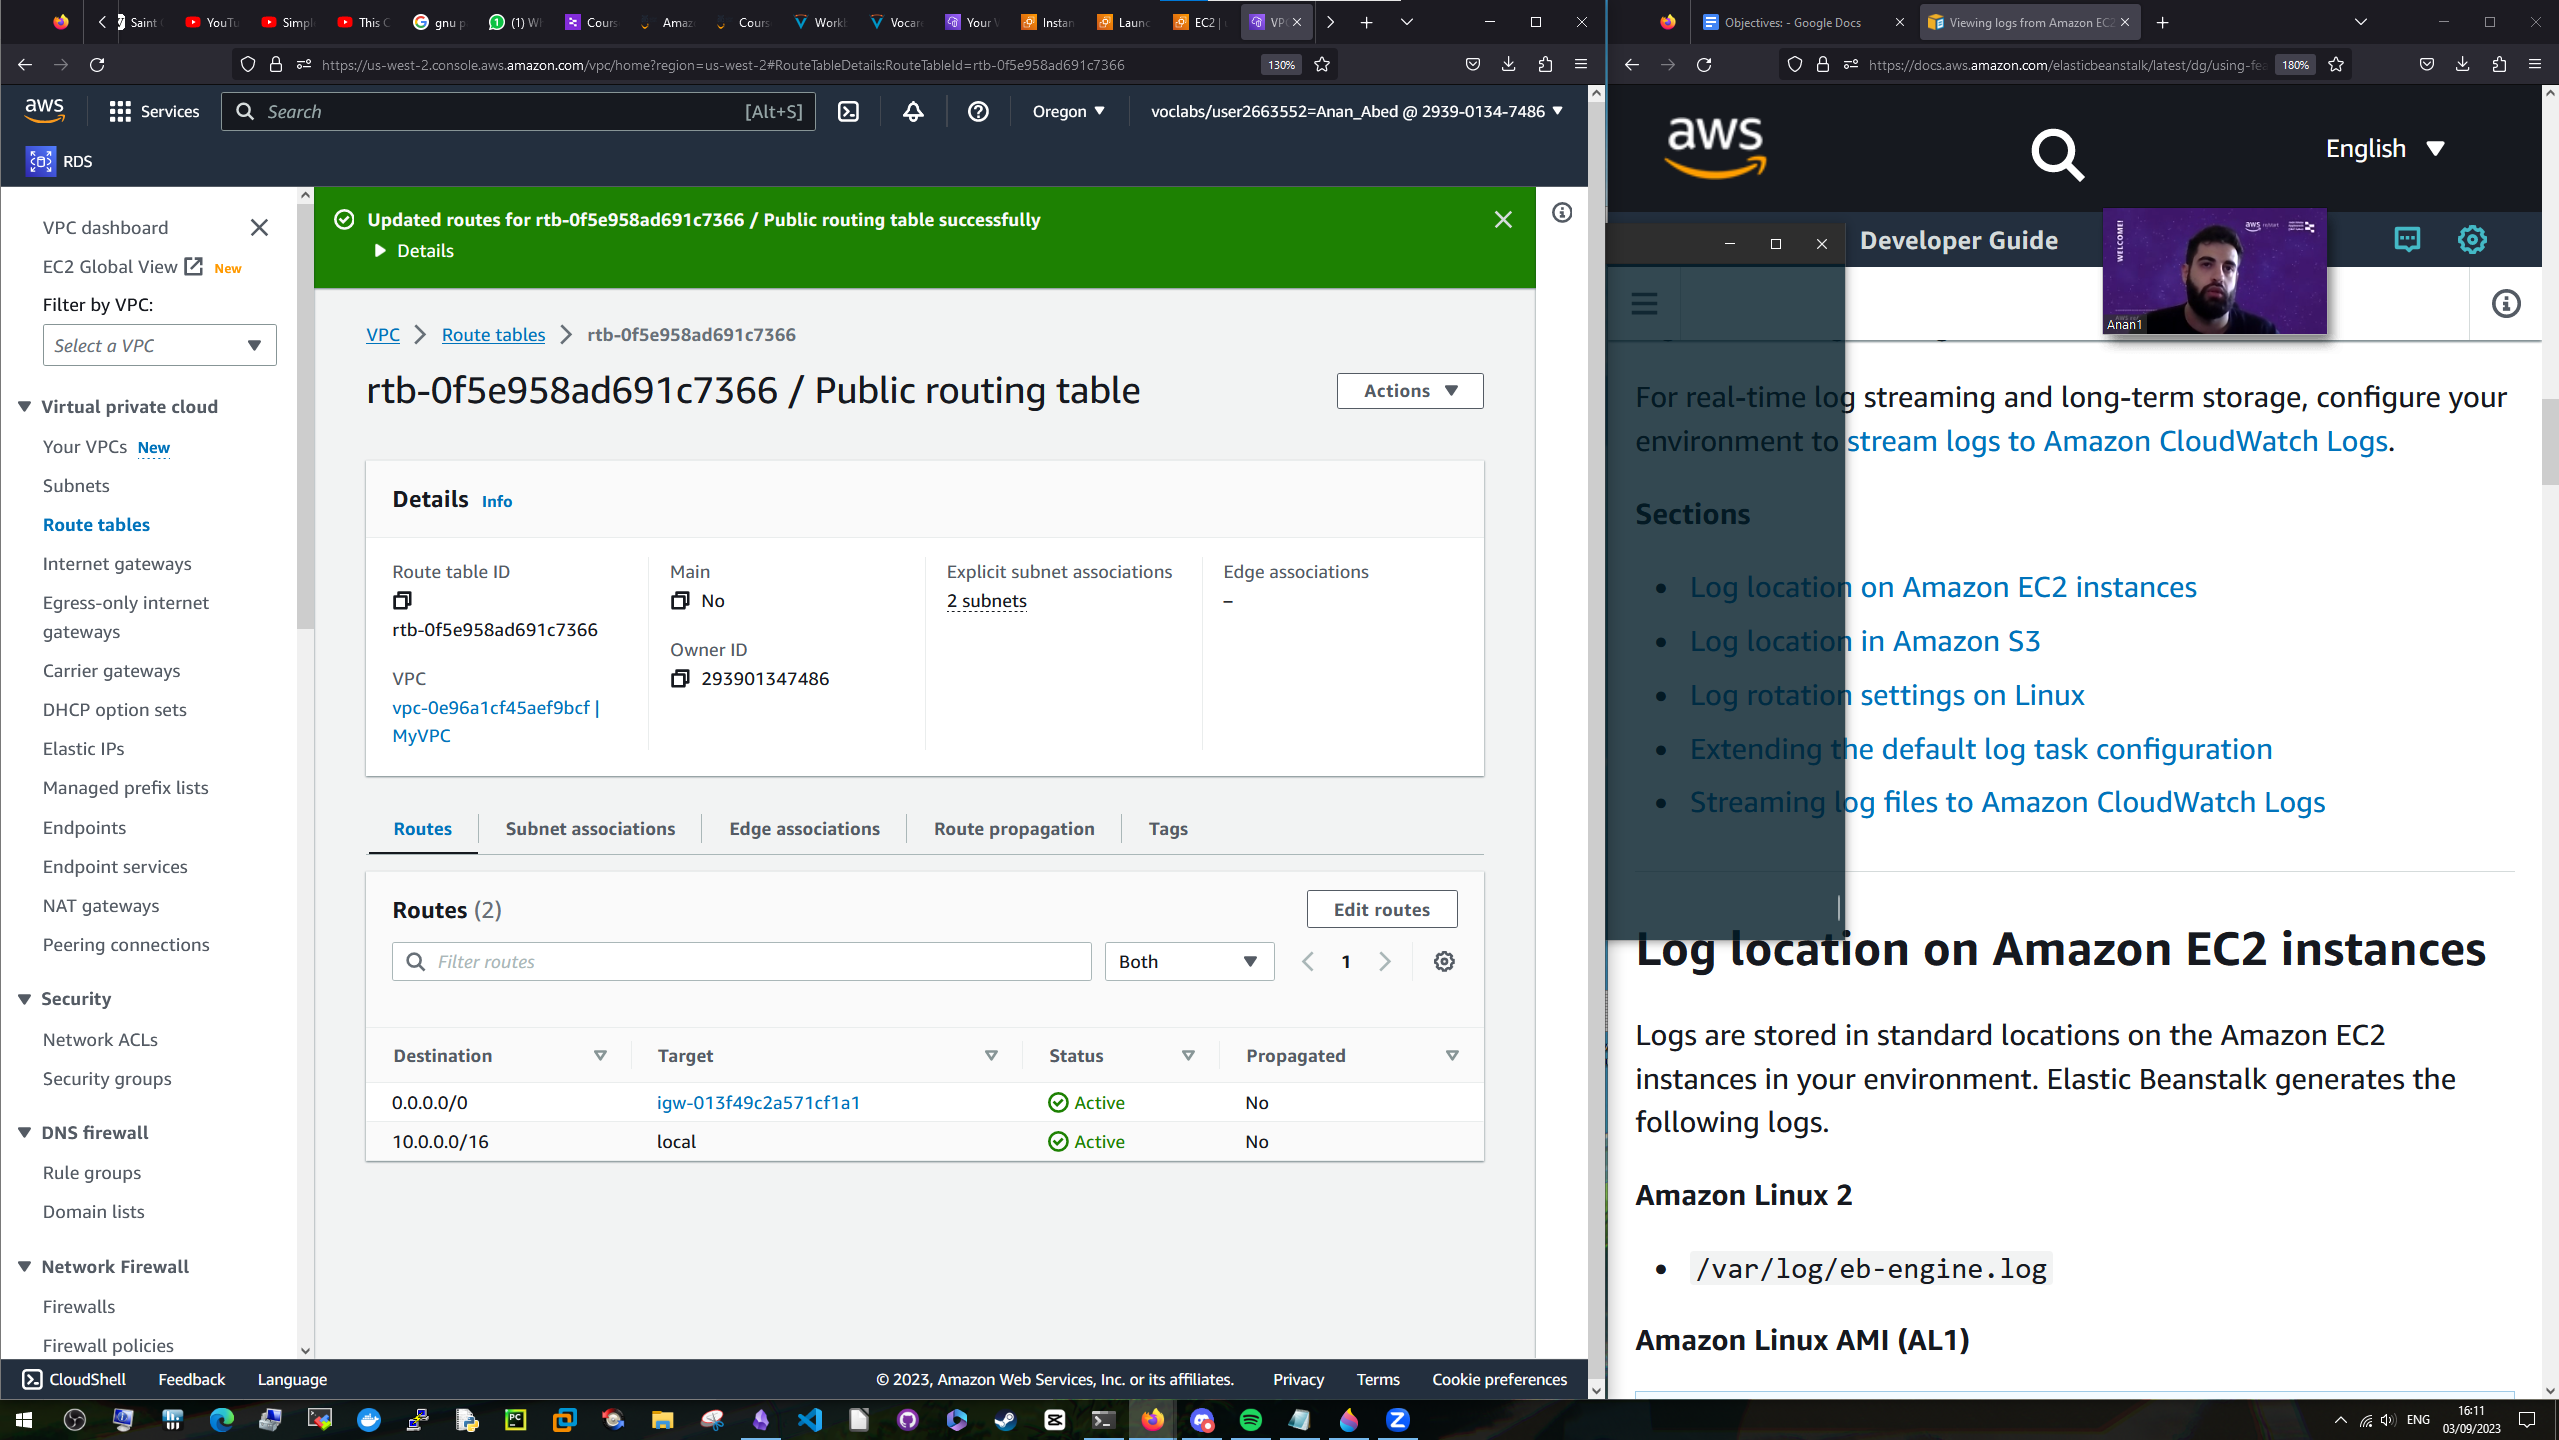 Saint
YouTu
Simple
This C
gnu p
(1) Wh
Cours
Amaz
Cours
Workb
Vocare
Your V
Instan
Launc
EC2 |
VPC
https://us-west-2.console.aws.amazon.com/vpc/home?region=us-west-2#RouteTableDetails:RouteTableId=rtb-0f5e958ad691c7366
130%
aws
Services
Search
[Alt+S]
Oregon
voclabs/user2663552=Anan_Abed @ 2939-0134-7486
RDS
VPC dashboard
EC2 Global View New
Filter by VPC:
Select a VPC
Virtual private cloud
Your VPCs New
Subnets
Route tables
Internet gateways
Egress-only internet
gateways
Carrier gateways
DHCP option sets
Elastic IPs
Managed prefix lists
Endpoints
Endpoint services
NAT gateways
Peering connections
Security
Network ACLs
Security groups
DNS firewall
Rule groups
Domain lists
Network Firewall
Firewalls
Firewall policies
Updated routes for rtb-0f5e958ad691c7366 / Public routing table successfully
Details
VPC
Route tables
rtb-0f5e958ad691c7366
rtb-0f5e958ad691c7366 / Public routing table
Actions
Details Info
Route table ID
rtb-0f5e958ad691c7366
VPC
vpc-0e96a1cf45aef9bcf |
MyVPC
Main
No
Owner ID
293901347486
Explicit subnet associations
2 subnets
Edge associations
–
Routes
Subnet associations
Edge associations
Route propagation
Tags
Routes (2)
Edit routes
Filter routes
Both
1
Destination Target Status Propagated
0.0.0.0/0 igw-013f49c2a571cf1a1 Active No
10.0.0.0/16 local Active No
CloudShell
Feedback
Language
© 2023, Amazon Web Services, Inc. or its affiliates.
Privacy
Terms
Cookie preferences
Objectives: - Google Docs
Viewing logs from Amazon EC2
https://docs.aws.amazon.com/elasticbeanstalk/latest/dg/using-fea
180%
aws
English
Developer Guide
WELCOME!
aws re/start
Anan1
For real-time log streaming and long-term storage, configure your
environment to stream logs to Amazon CloudWatch Logs.
Sections
• Log location on Amazon EC2 instances
• Log location in Amazon S3
• Log rotation settings on Linux
• Extending the default log task configuration
• Streaming log files to Amazon CloudWatch Logs
Log location on Amazon EC2 instances
Logs are stored in standard locations on the Amazon EC2
instances in your environment. Elastic Beanstalk generates the
following logs.
Amazon Linux 2
• /var/log/eb-engine.log
Amazon Linux AMI (AL1)
ENG
16:11
03/09/2023